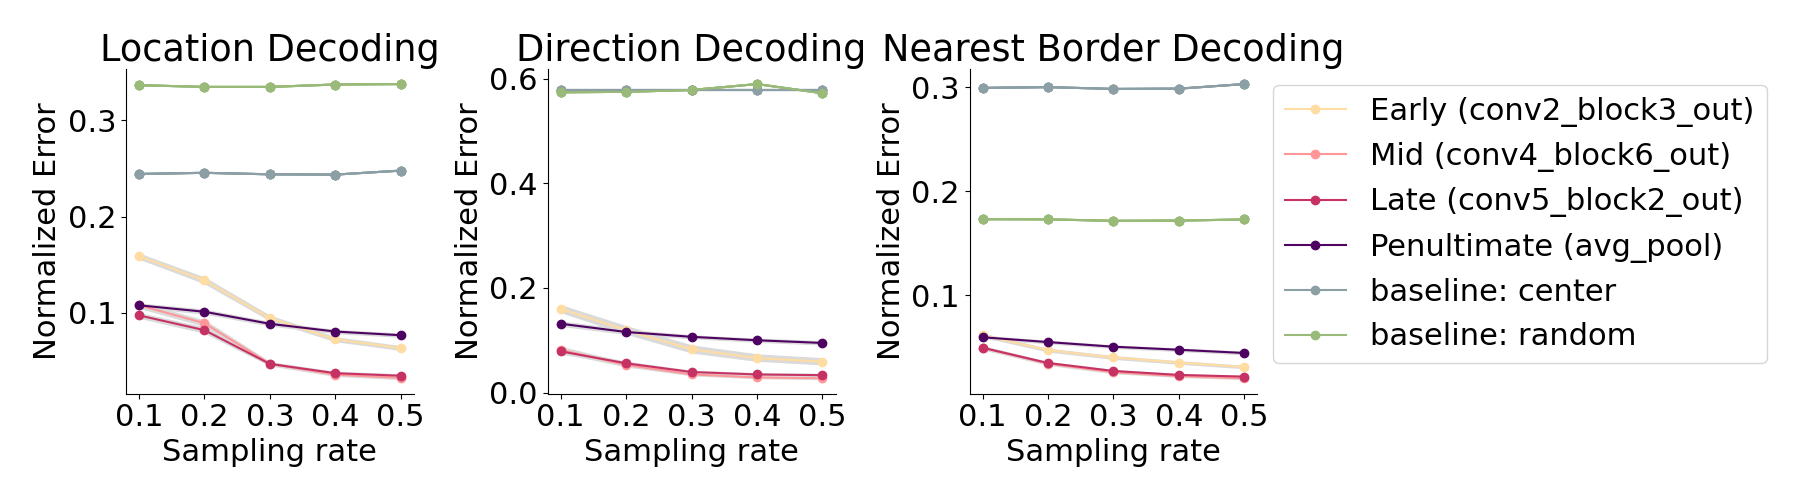 Location Decoding
Direction Decoding
Nearest Border Decoding
Normalized Error
0.3
0.2
0.1
0.1 0.2 0.3 0.4 0.5
Sampling rate
Normalized Error
0.6
0.4
0.2
0.0
0.1 0.2 0.3 0.4 0.5
Sampling rate
Normalized Error
0.3
0.2
0.1
0.1 0.2 0.3 0.4 0.5
Sampling rate
Early (conv2_block3_out)
Mid (conv4_block6_out)
Late (conv5_block2_out)
Penultimate (avg_pool)
baseline: center
baseline: random